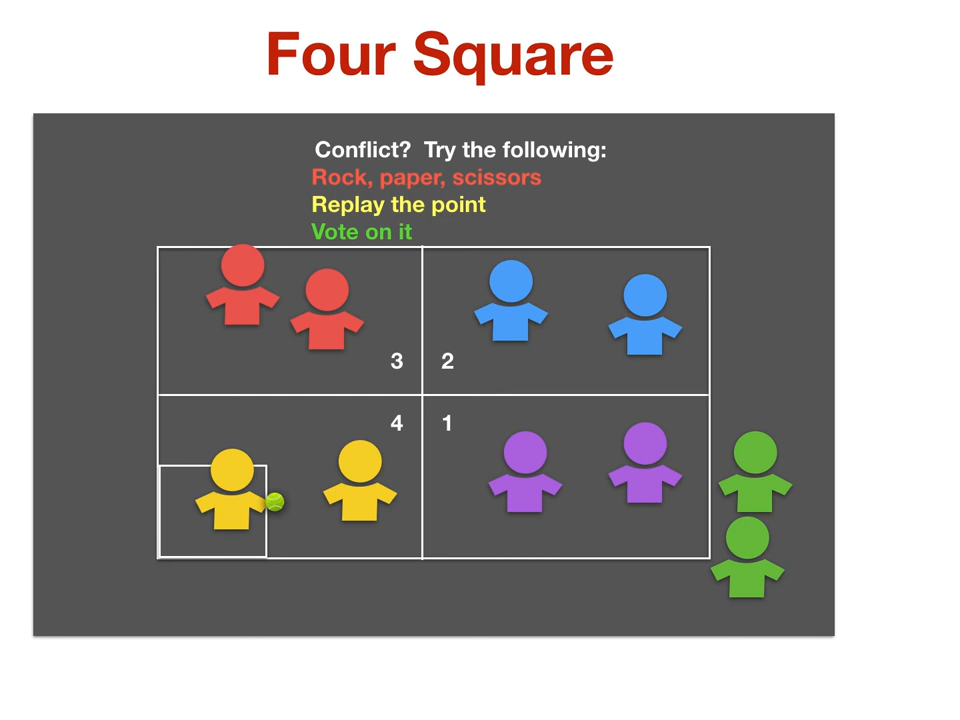 Four Square
Conflict?  Try the following:
Rock, paper, scissors
Replay the point
Vote on it
3 2
4 1